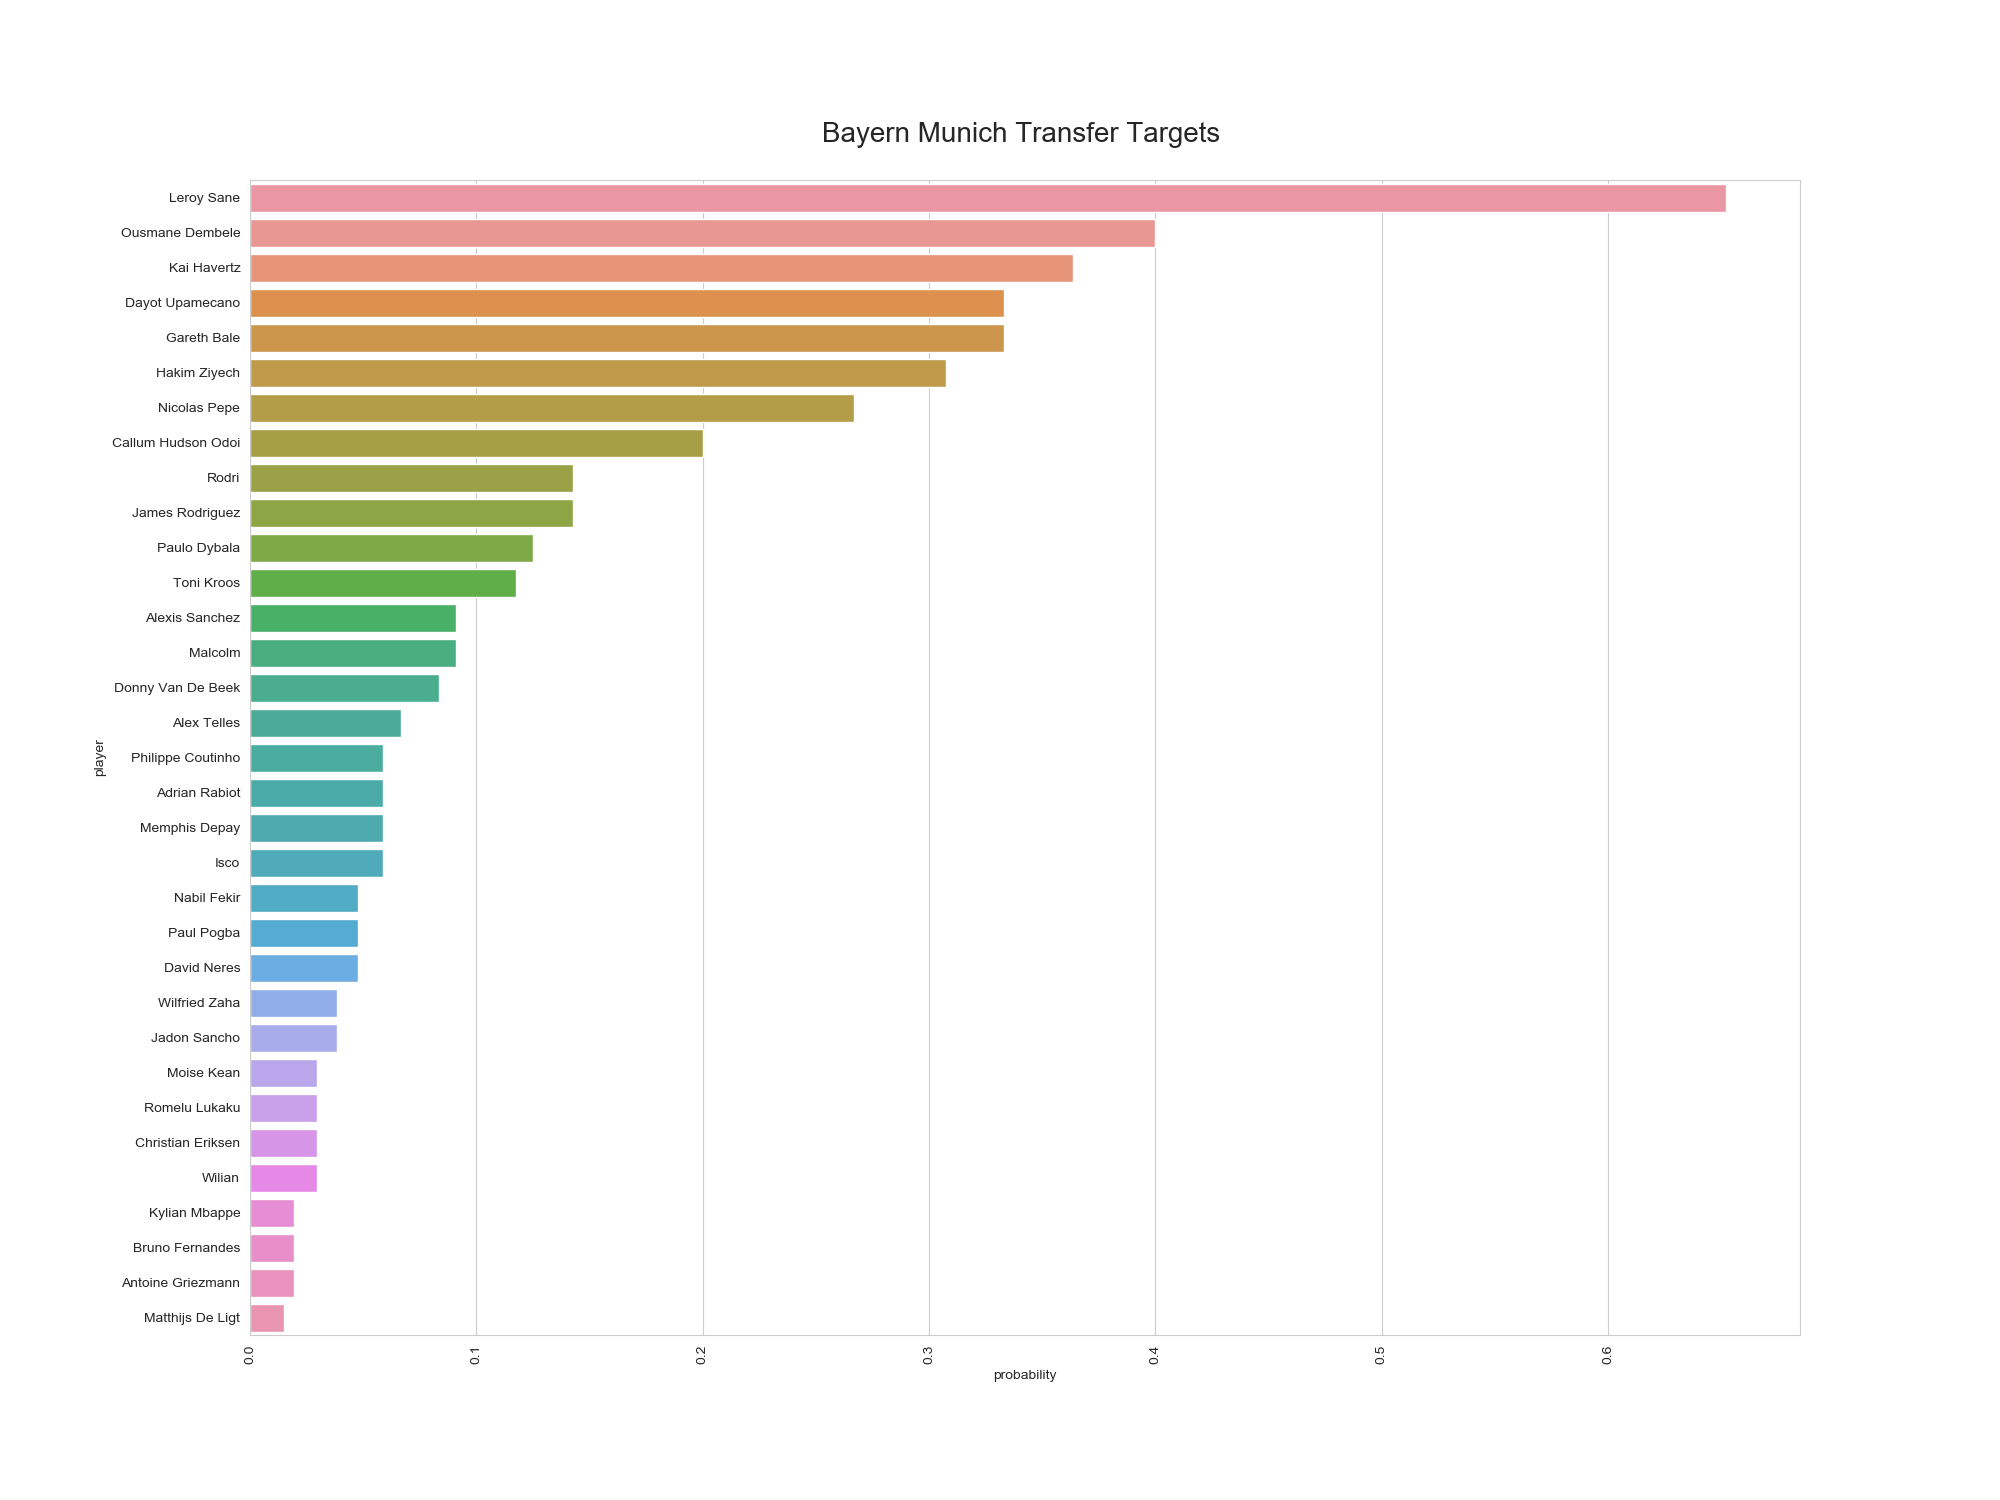 Bayern Munich Transfer Targets
Leroy Sane
Ousmane Dembele
Kai Havertz
Dayot Upamecano
Gareth Bale
Hakim Ziyech
Nicolas Pepe
Callum Hudson Odoi
Rodri
James Rodriguez
Paulo Dybala
Toni Kroos
Alexis Sanchez
Malcolm
Donny Van De Beek
Alex Telles
Philippe Coutinho
Adrian Rabiot
Memphis Depay
Isco
Nabil Fekir
Paul Pogba
David Neres
Wilfried Zaha
Jadon Sancho
Moise Kean
Romelu Lukaku
Christian Eriksen
Wilian
Kylian Mbappe
Bruno Fernandes
Antoine Griezmann
Matthijs De Ligt
player
0.0
0.1
0.2
0.3
0.4
0.5
0.6
probability